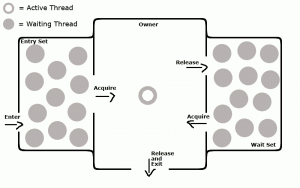 = Active Thread
= Waiting Thread
Owner
Entry Set
Release
Acquire
Enter
Acquire
Wait Set
Release
and
Exit